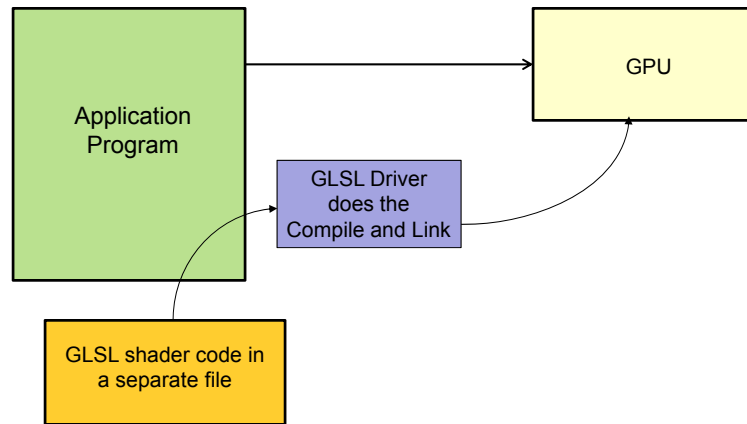 Application
Program
GPU
GLSL Driver
does the
Compile and Link
GLSL shader code in
a separate file